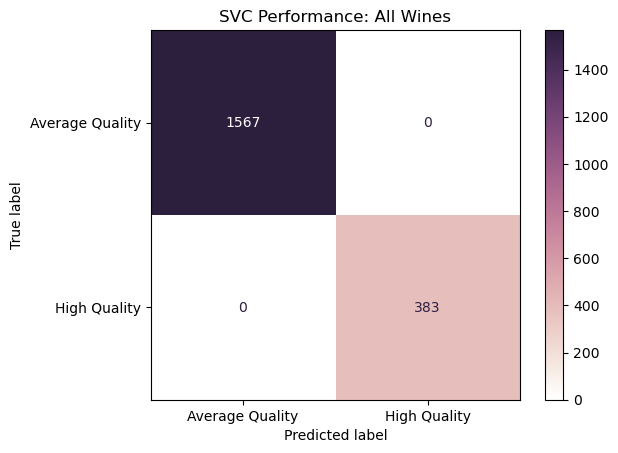 SVC Performance: All Wines
True label
Average Quality
1567
0
High Quality
0
383
Average Quality
High Quality
Predicted label
1400
1200
1000
800
600
400
200
0